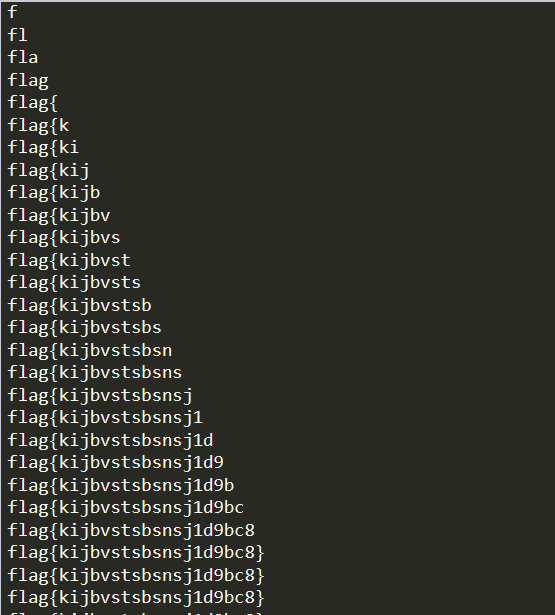 f
fl
fla
flag
flag{
flag{k
flag{ki
flag{kij
flag{kijb
flag{kijbv
flag{kijbvs
flag{kijbvst
flag{kijbvsts
flag{kijbvstsb
flag{kijbvstsbs
flag{kijbvstsbsn
flag{kijbvstsbsns
flag{kijbvstsbsnsj
flag{kijbvstsbsnsj1
flag{kijbvstsbsnsj1d
flag{kijbvstsbsnsj1d9
flag{kijbvstsbsnsj1d9b
flag{kijbvstsbsnsj1d9bc
flag{kijbvstsbsnsj1d9bc8
flag{kijbvstsbsnsj1d9bc8}
flag{kijbvstsbsnsj1d9bc8}
flag{kijbvstsbsnsj1d9bc8}